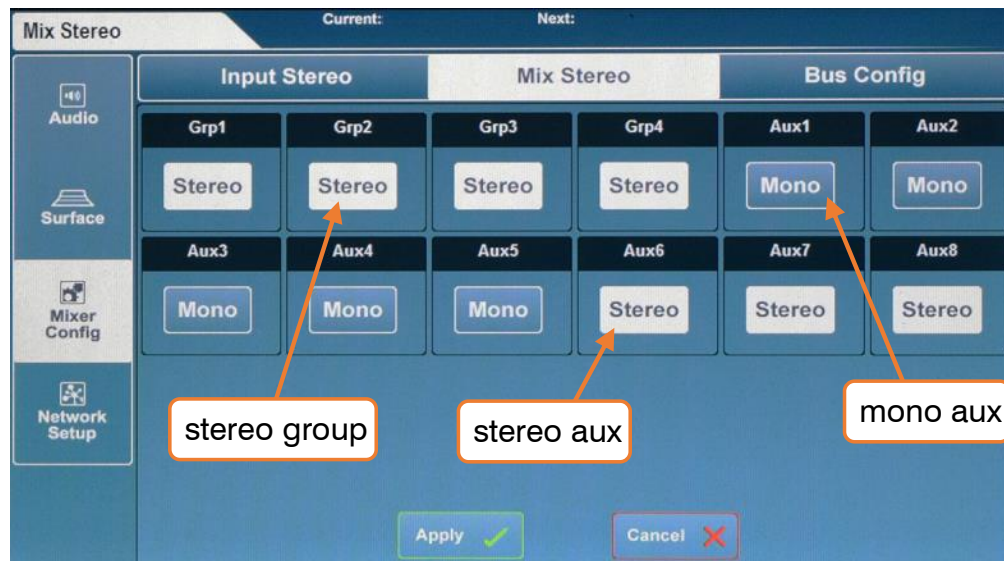 Mix Stereo
Current: Next:
Input Stereo Mix Stereo Bus Config
Audio
Surface
Mixer
Config
Network
Setup
Grp1 Grp2 Grp3 Grp4 Aux1 Aux2
Stereo Stereo Stereo Stereo Mono Mono
Aux3 Aux4 Aux5 Aux6 Aux7 Aux8
Mono Mono Mono Stereo Stereo Stereo
stereo group
stereo aux
mono aux
Apply Cancel